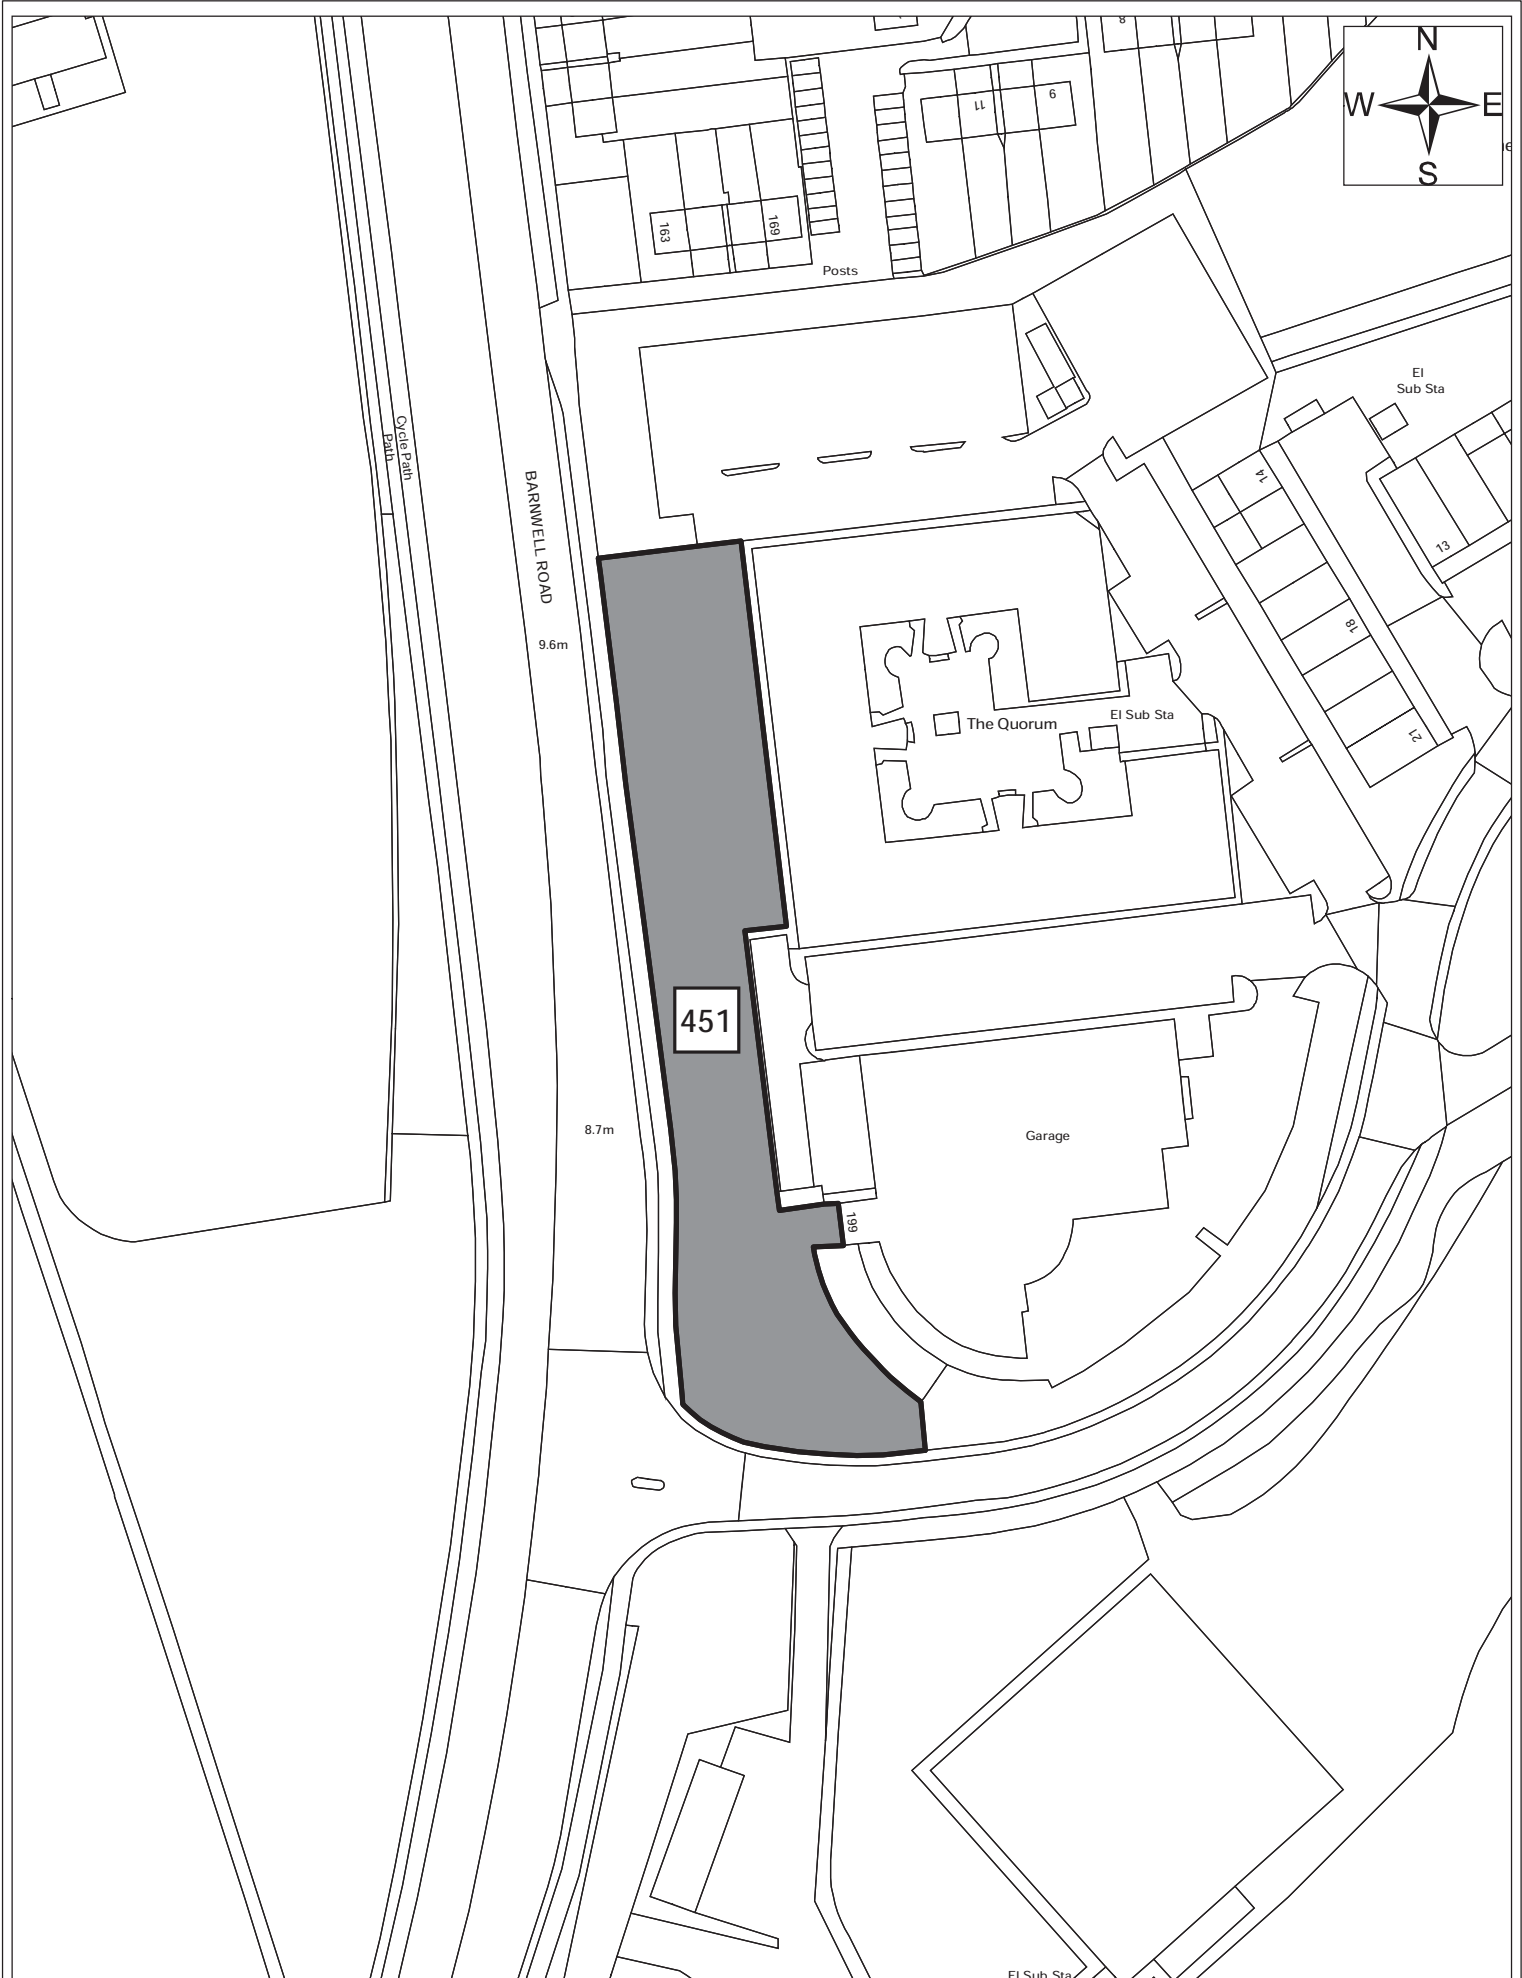 8
N
W
E
S
11
9
163
169
Posts
El
Sub Sta
Cycle Path
Path
BARNWELL ROAD
14
13
9.6m
18
The Quorum
El Sub Sta
21
451
8.7m
Garage
199
El Sub Sta